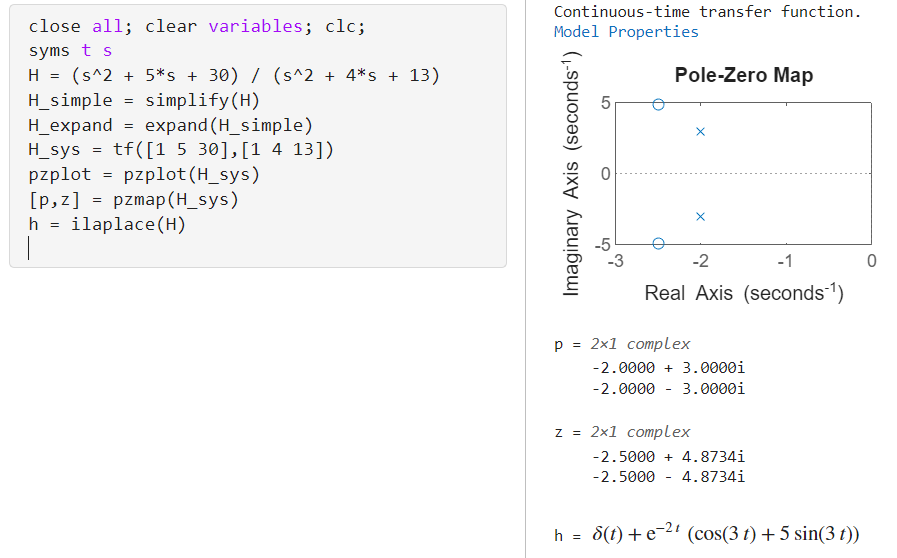 close all; clear variables; clc;
syms t s
H = (s^2 + 5*s + 30) / (s^2 + 4*s + 13)
H_simple = simplify(H)
H_expand = expand(H_simple)
H_sys = tf([1 5 30],[1 4 13])
pzplot = pzplot(H_sys)
[p,z] = pzmap(H_sys)
h = ilaplace(H)
Continuous-time transfer function.
Model Properties
Pole-Zero Map
Imaginary Axis (seconds⁻¹)
5
0
-5
-3 -2 -1 0
Real Axis (seconds⁻¹)
p = 2×1 complex
-2.0000 + 3.0000i
-2.0000 - 3.0000i
z = 2×1 complex
-2.5000 + 4.8734i
-2.5000 - 4.8734i
h = δ(t) + e⁻²ᵗ (cos(3 t) + 5 sin(3 t))